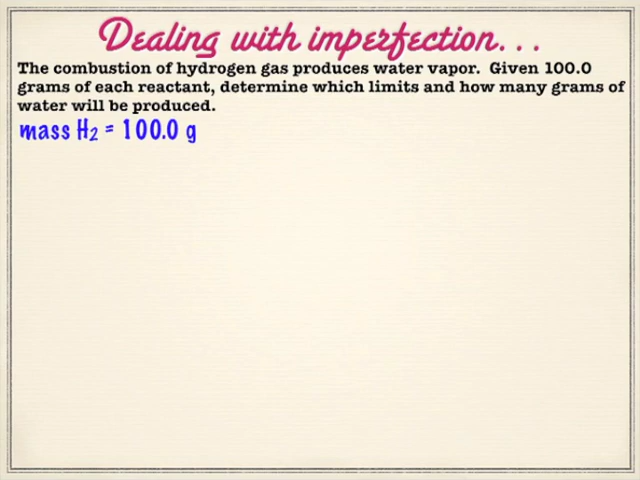 Dealing with imperfection. . .
The combustion of hydrogen gas produces water vapor.  Given 100.0
grams of each reactant, determine which limits and how many grams of
water will be produced.
mass H₂ = 100.0 g